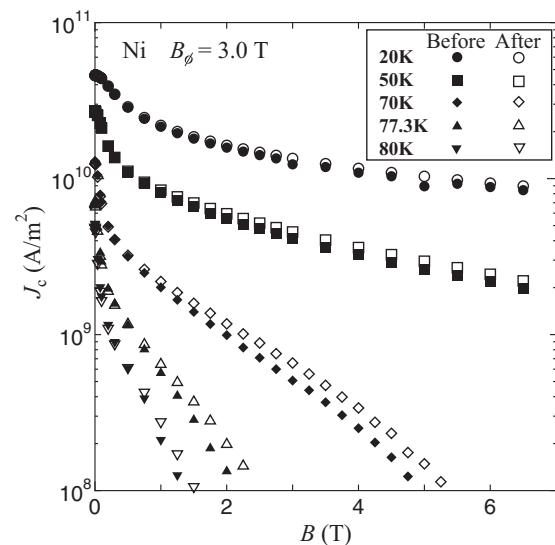 10¹¹
Ni B_ϕ = 3.0 T
Before After
20K
50K
70K
77.3K
80K
10¹⁰
J_c (A/m²)
10⁹
10⁸
0 2 4 6
B (T)